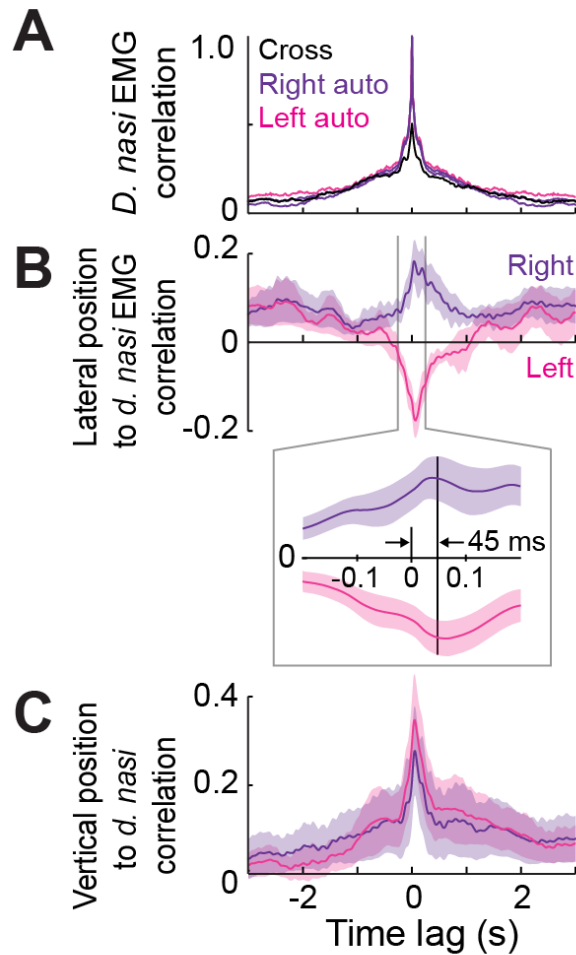 A
D. nasi EMG
correlation
1.0
0
Cross
Right auto
Left auto
B
Lateral position
to d. nasi EMG
correlation
0.2
0
-0.2
Right
Left
0
-0.1
0
0.1
45 ms
C
Vertical position
to d. nasi
correlation
0.4
0.2
0
-2
0
2
Time lag (s)